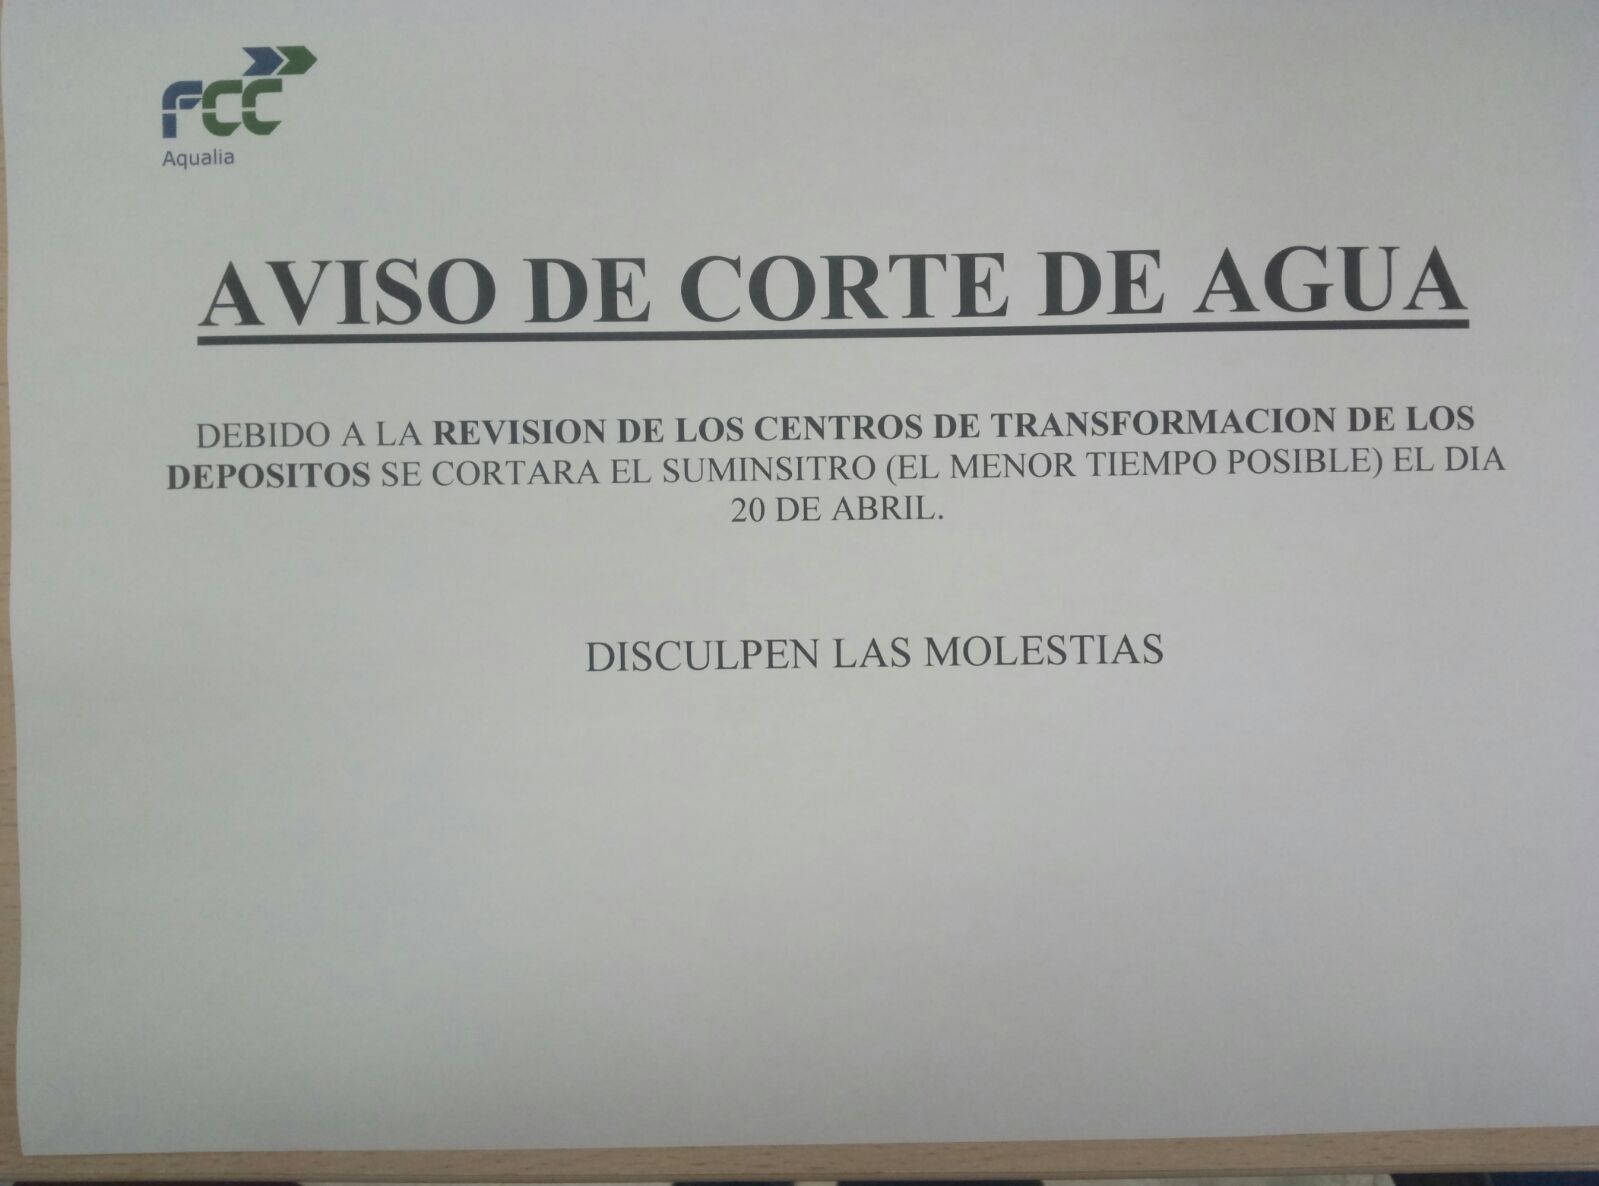 FCC
Aqualia
AVISO DE CORTE DE AGUA
DEBIDO A LA REVISION DE LOS CENTROS DE TRANSFORMACION DE LOS
DEPOSITOS SE CORTARA EL SUMINSITRO (EL MENOR TIEMPO POSIBLE) EL DIA
20 DE ABRIL.
DISCULPEN LAS MOLESTIAS